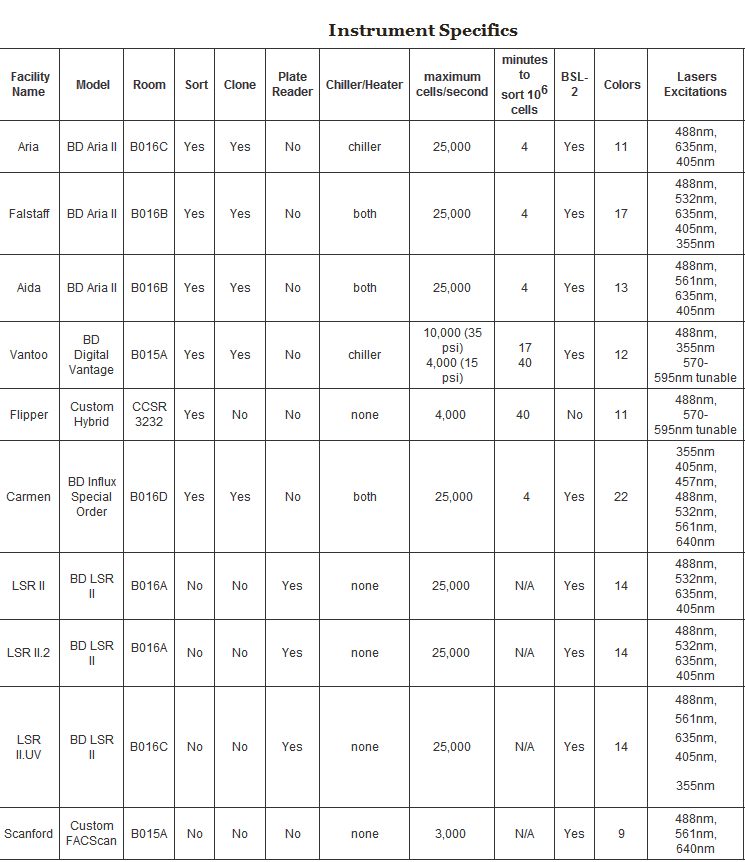 Instrument Specifics
Facility Name | Model | Room | Sort | Clone | Plate Reader | Chiller/Heater | maximum cells/second | minutes to sort 10^6 cells | BSL-2 | Colors | Lasers Excitations
Aria | BD Aria II | B016C | Yes | Yes | No | chiller | 25,000 | 4 | Yes | 11 | 488nm, 635nm, 405nm
Falstaff | BD Aria II | B016B | Yes | Yes | No | both | 25,000 | 4 | Yes | 17 | 488nm, 532nm, 635nm, 405nm, 355nm
Aida | BD Aria II | B016B | Yes | Yes | No | both | 25,000 | 4 | Yes | 13 | 488nm, 561nm, 635nm, 405nm
Vantoo | BD Digital Vantage | B015A | Yes | Yes | No | chiller | 10,000 (35 psi) 4,000 (15 psi) | 17 40 | Yes | 12 | 488nm, 355nm 570-595nm tunable
Flipper | Custom Hybrid | CCSR 3232 | Yes | No | No | none | 4,000 | 40 | No | 11 | 488nm, 570-595nm tunable
Carmen | BD Influx Special Order | B016D | Yes | Yes | No | both | 25,000 | 4 | Yes | 22 | 355nm 405nm, 457nm, 488nm, 532nm, 561nm, 640nm
LSR II | BD LSR II | B016A | No | No | Yes | none | 25,000 | N/A | Yes | 14 | 488nm, 532nm, 635nm, 405nm
LSR II.2 | BD LSR II | B016A | No | No | Yes | none | 25,000 | N/A | Yes | 14 | 488nm, 532nm, 635nm, 405nm
LSR II.UV | BD LSR II | B016C | No | No | Yes | none | 25,000 | N/A | Yes | 14 | 488nm, 561nm, 635nm, 405nm, 355nm
Scanford | Custom FACScan | B015A | No | No | No | none | 3,000 | N/A | Yes | 9 | 488nm, 561nm, 640nm